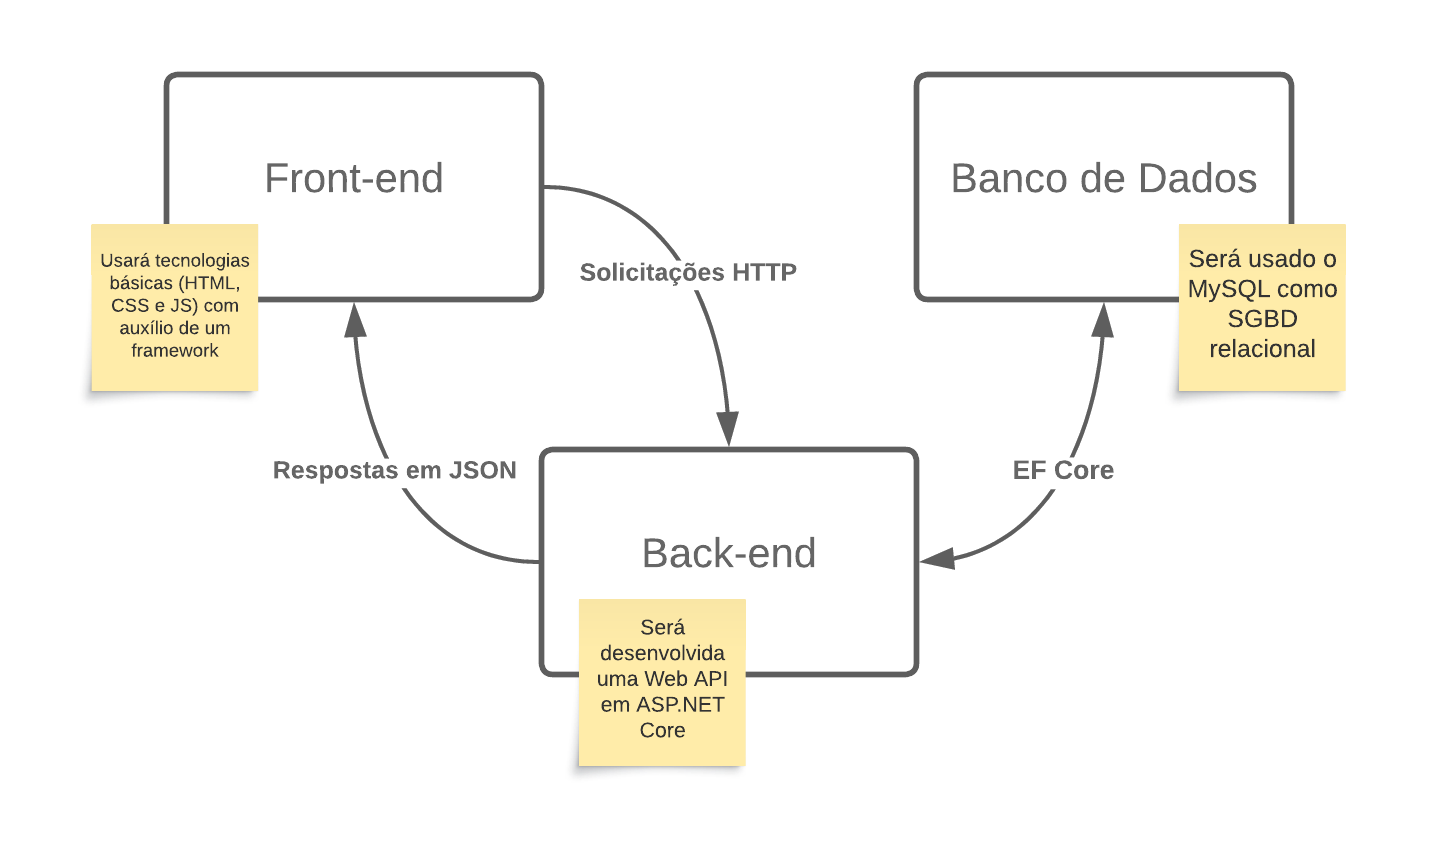 Front-end
Banco de Dados
Usará tecnologias
básicas (HTML,
CSS e JS) com
auxílio de um
framework
Solicitações HTTP
Será usado o
MySQL como
SGBD
relacional
Respostas em JSON
EF Core
Back-end
Será
desenvolvida
uma Web API
em ASP.NET
Core